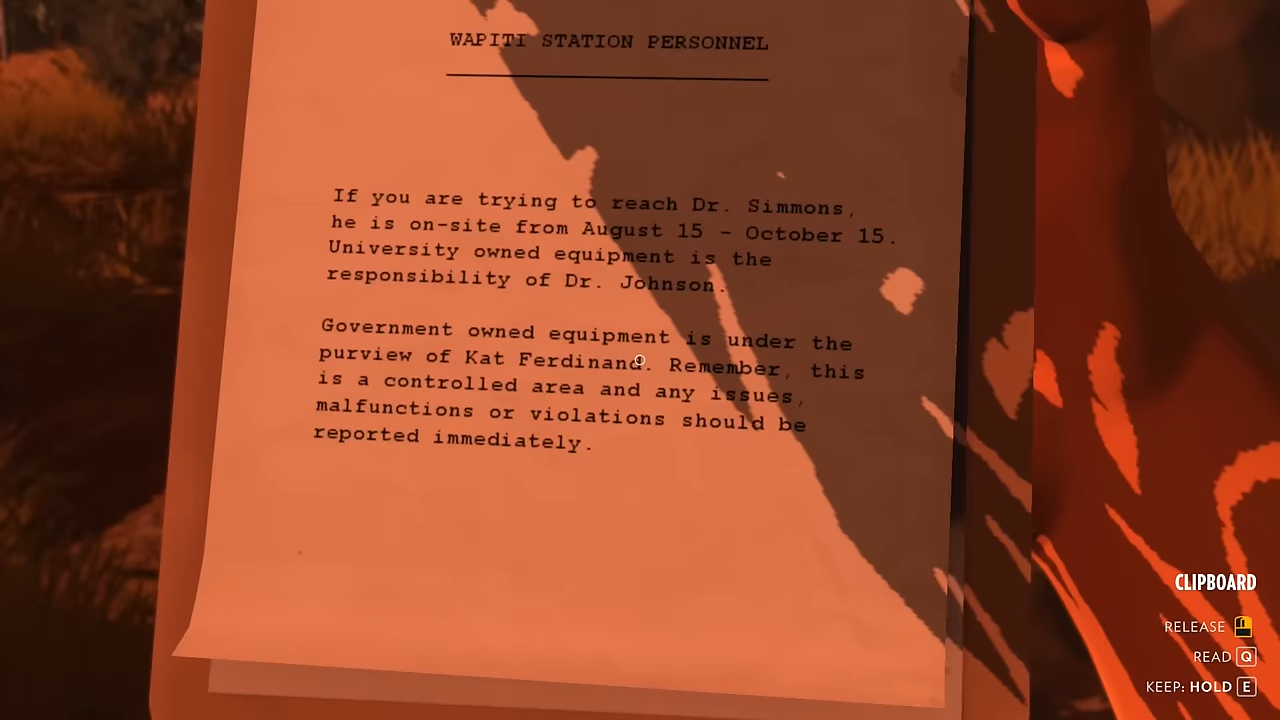 WAPITI STATION PERSONNEL
If you are trying to reach Dr. Simmons,
he is on-site from August 15 - October 15.
University owned equipment is the
responsibility of Dr. Johnson.
Government owned equipment is under the
purview of Kat Ferdinand. Remember, this
is a controlled area and any issues,
malfunctions or violations should be
reported immediately.
CLIPBOARD
RELEASE
READ Q
KEEP: HOLD E